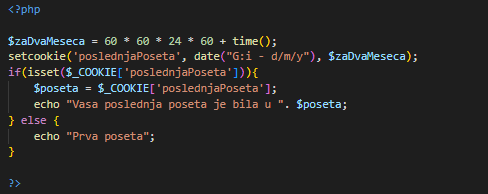 <?php
$zaDvaMeseca = 60 * 60 * 24 * 60 + time();
setcookie('poslednjaPoseta', date("G:i - d/m/y"), $zaDvaMeseca);
if(isset($_COOKIE['poslednjaPoseta'])){
    $poseta = $_COOKIE['poslednjaPoseta'];
    echo "Vasa poslednja poseta je bila u ". $poseta;
} else {
    echo "Prva poseta";
}
?>